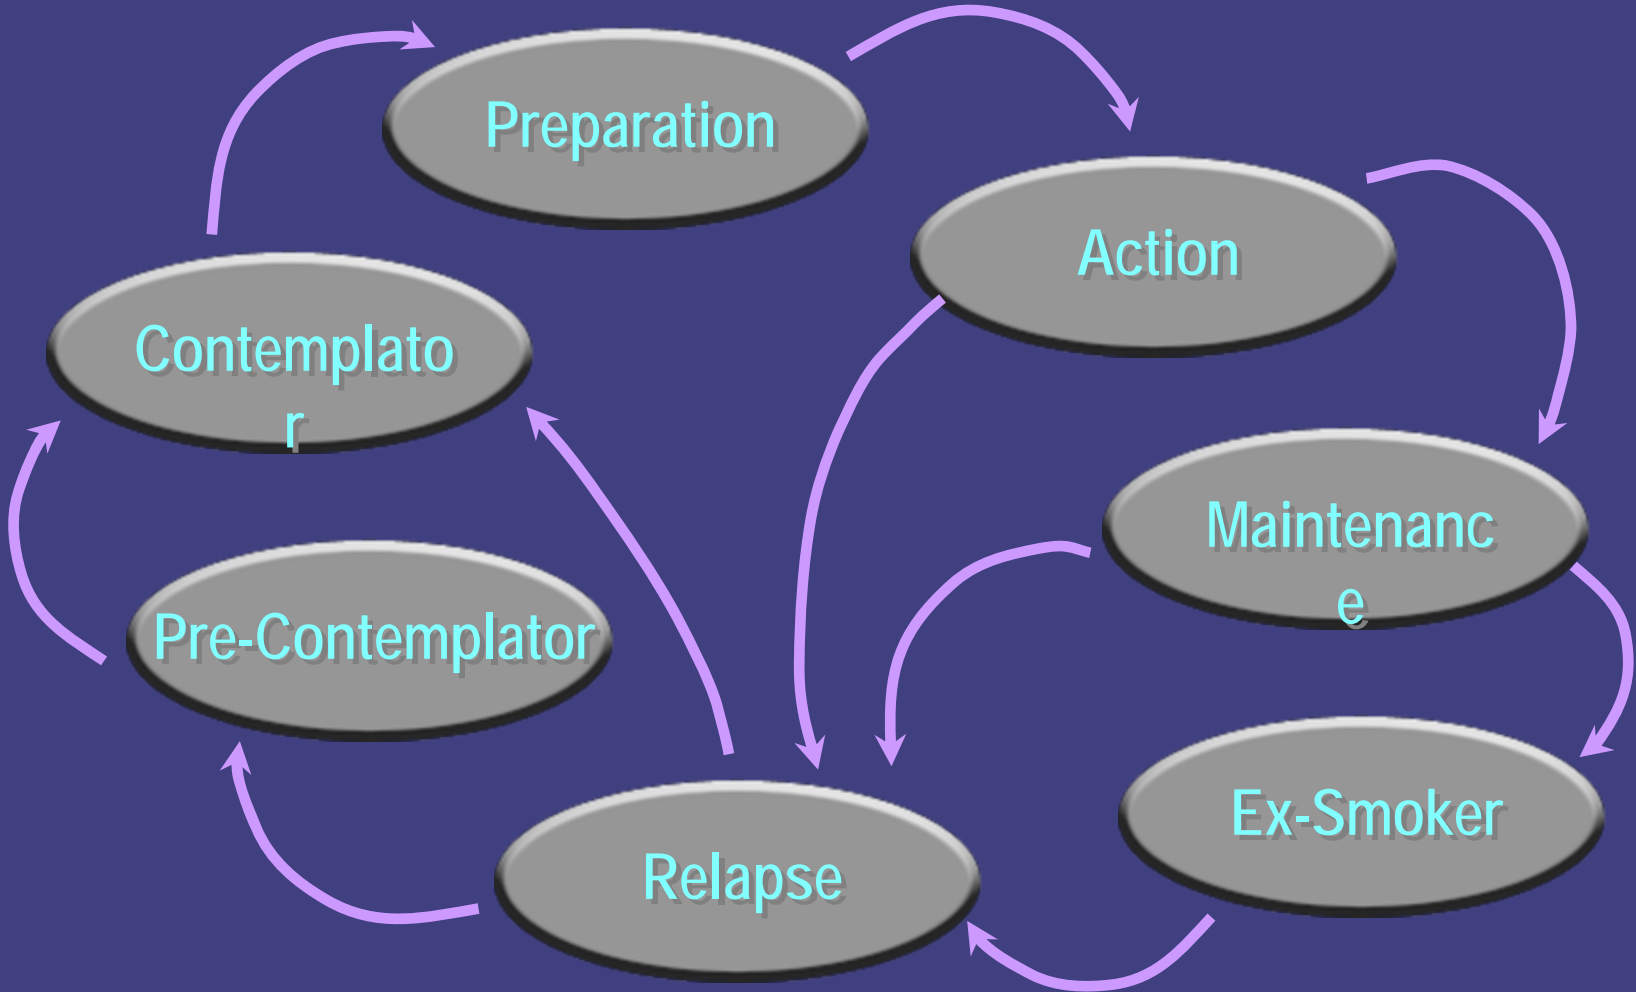 Preparation
Action
Contemplato
r
Maintenanc
e
Pre-Contemplator
Ex-Smoker
Relapse